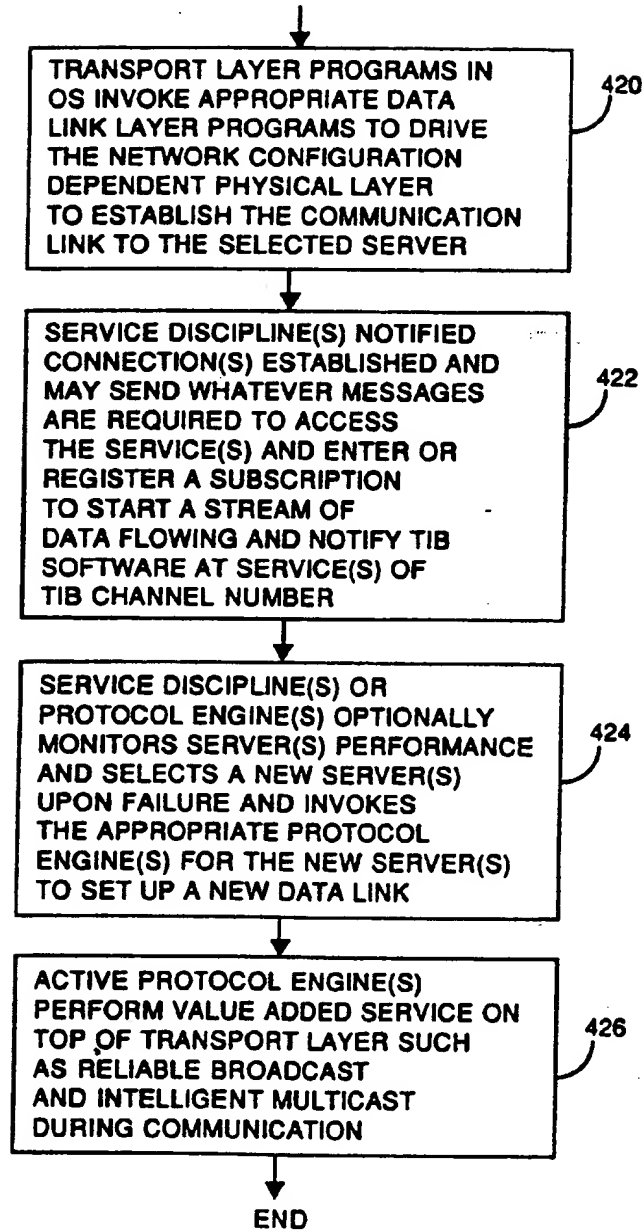 TRANSPORT LAYER PROGRAMS IN
OS INVOKE APPROPRIATE DATA
LINK LAYER PROGRAMS TO DRIVE
THE NETWORK CONFIGURATION
DEPENDENT PHYSICAL LAYER
TO ESTABLISH THE COMMUNICATION
LINK TO THE SELECTED SERVER
420
SERVICE DISCIPLINE(S) NOTIFIED
CONNECTION(S) ESTABLISHED AND
MAY SEND WHATEVER MESSAGES
ARE REQUIRED TO ACCESS
THE SERVICE(S) AND ENTER OR
REGISTER A SUBSCRIPTION
TO START A STREAM OF
DATA FLOWING AND NOTIFY TIB
SOFTWARE AT SERVICE(S) OF
TIB CHANNEL NUMBER
422
SERVICE DISCIPLINE(S) OR
PROTOCOL ENGINE(S) OPTIONALLY
MONITORS SERVER(S) PERFORMANCE
AND SELECTS A NEW SERVER(S)
UPON FAILURE AND INVOKES
THE APPROPRIATE PROTOCOL
ENGINE(S) FOR THE NEW SERVER(S)
TO SET UP A NEW DATA LINK
424
ACTIVE PROTOCOL ENGINE(S)
PERFORM VALUE ADDED SERVICE ON
TOP OF TRANSPORT LAYER SUCH
AS RELIABLE BROADCAST
AND INTELLIGENT MULTICAST
DURING COMMUNICATION
426
END